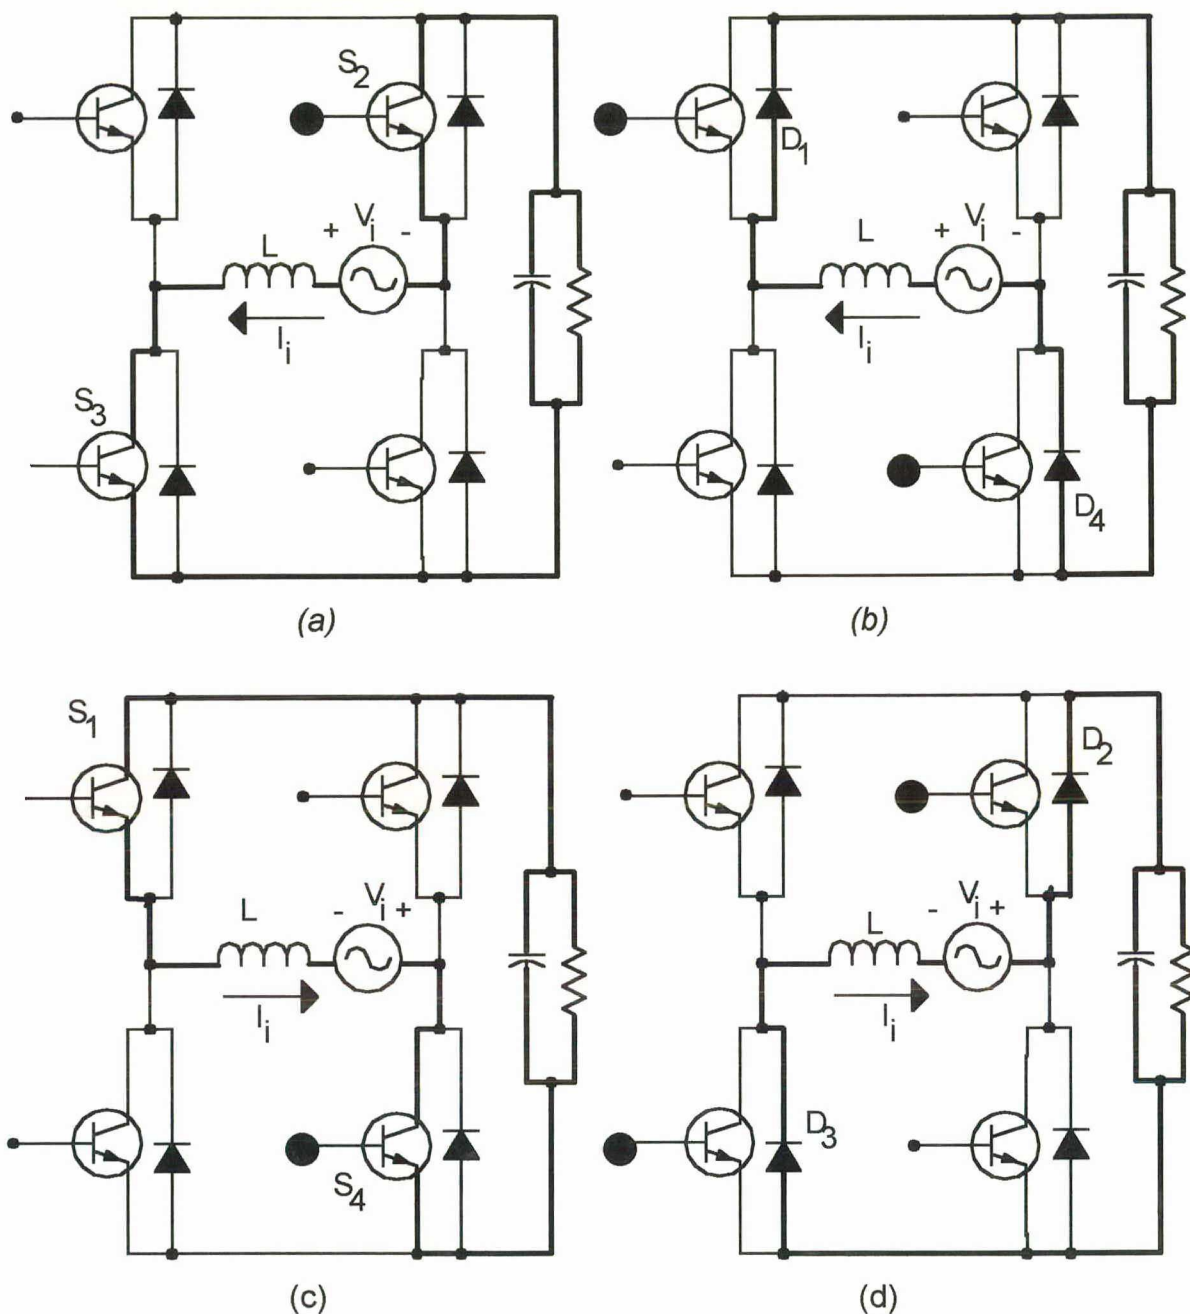 S2
+ Vi -
L
Ii
S3
(a)
D1
L
+ Vi -
Ii
D4
(b)
S1
L
- Vi +
Ii
S4
(c)
D2
L
- Vi +
Ii
D3
(d)